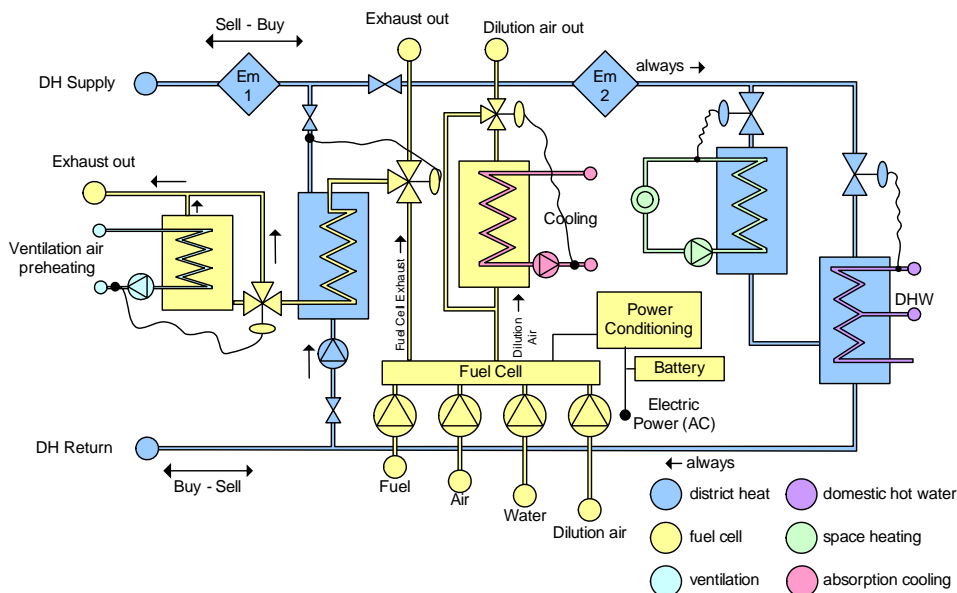 Exhaust out
Dilution air out
Sell - Buy
always
DH Supply
Em
1
Em
2
Exhaust out
Cooling
Ventilation air
preheating
Fuel Cell Exhaust
Dilution
Air
DHW
Power
Conditioning
Fuel Cell
Battery
Electric
Power (AC)
DH Return
always
Buy - Sell
Fuel
Air
Water
Dilution air
district heat
domestic hot water
fuel cell
space heating
ventilation
absorption cooling